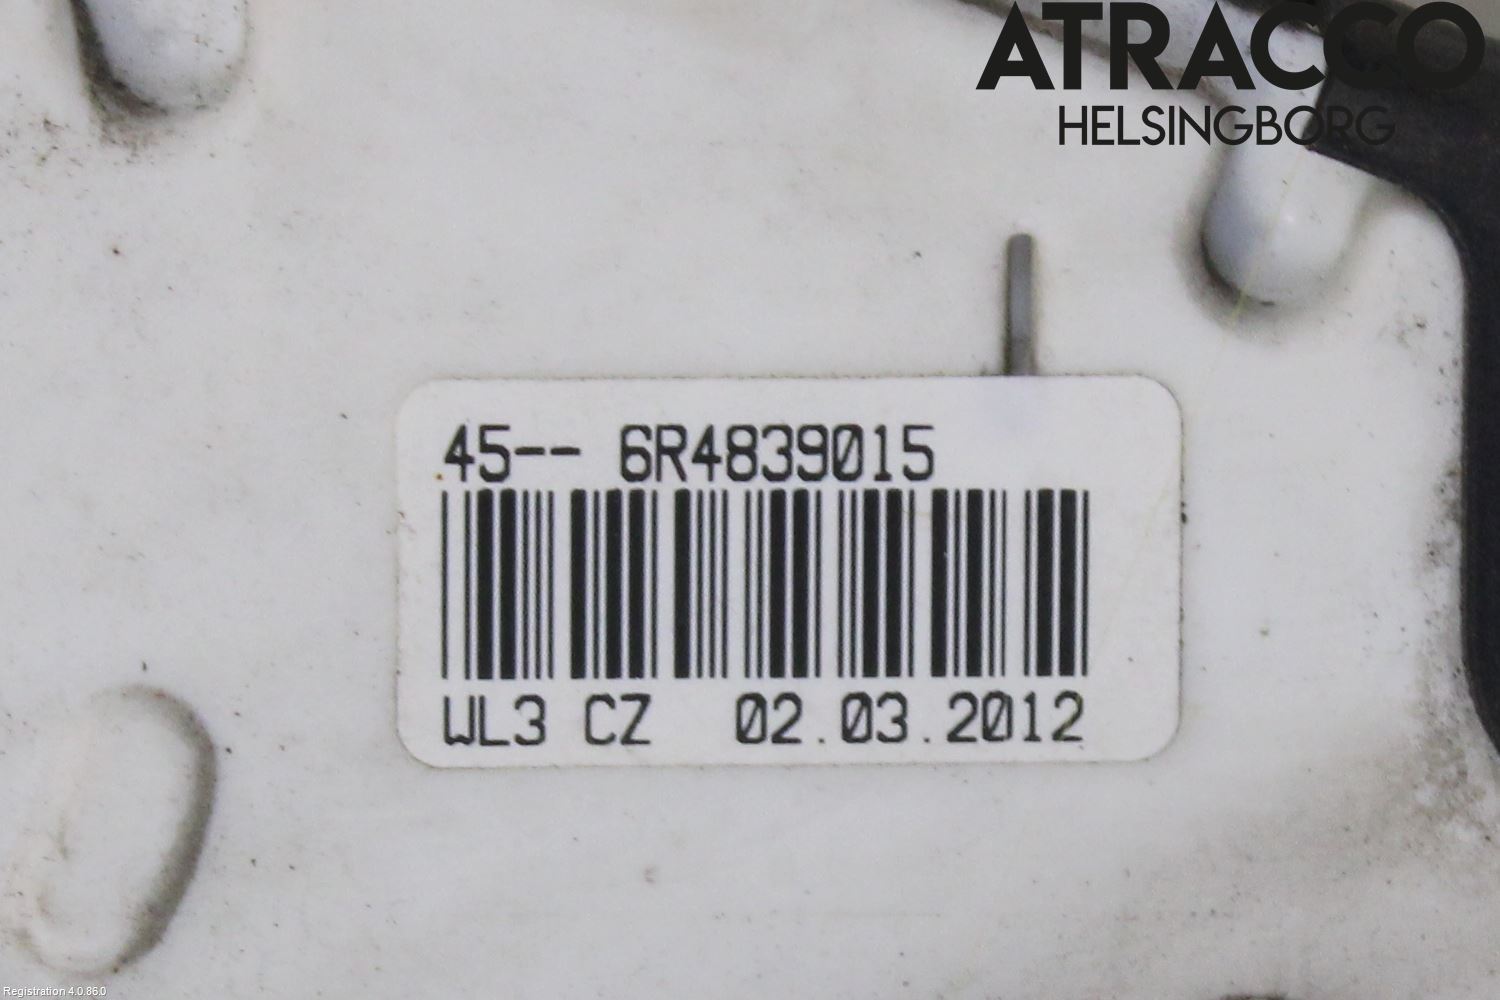 ATRACCO
HELSINGBORG
45-- 6R4839015
WL3 CZ 02.03.2012
Registration 4.0.86.0